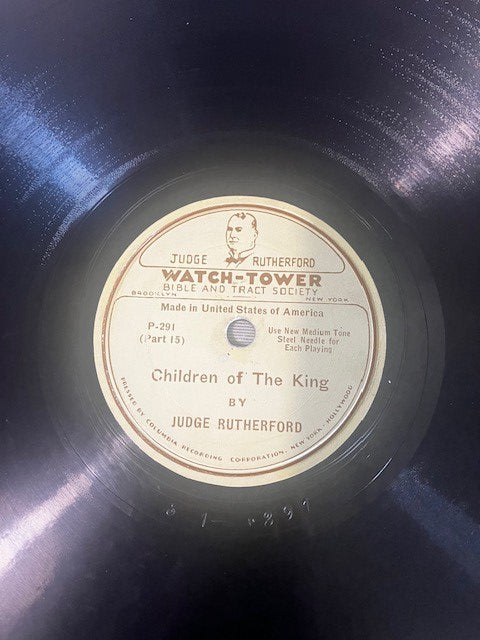 JUDGE RUTHERFORD
WATCH-TOWER
BIBLE AND TRACT SOCIETY
BROOKLYN NEW YORK
Made in United States of America
P-291
(Part 15)
Use New Medium Tone
Steel Needle for
Each Playing
Children of The King
BY
JUDGE RUTHERFORD
PRESSED BY COLUMBIA RECORDING CORPORATION - NEW YORK - HOLLYWOOD